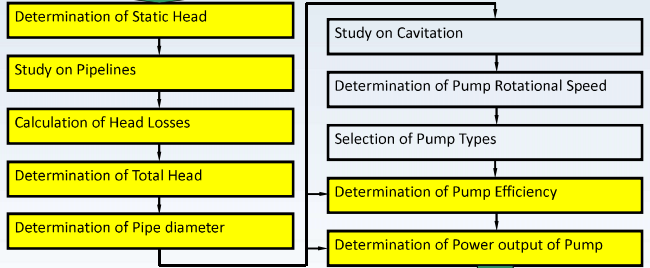 Determination of Static Head
Study on Pipelines
Calculation of Head Losses
Determination of Total Head
Determination of Pipe diameter
Study on Cavitation
Determination of Pump Rotational Speed
Selection of Pump Types
Determination of Pump Efficiency
Determination of Power output of Pump